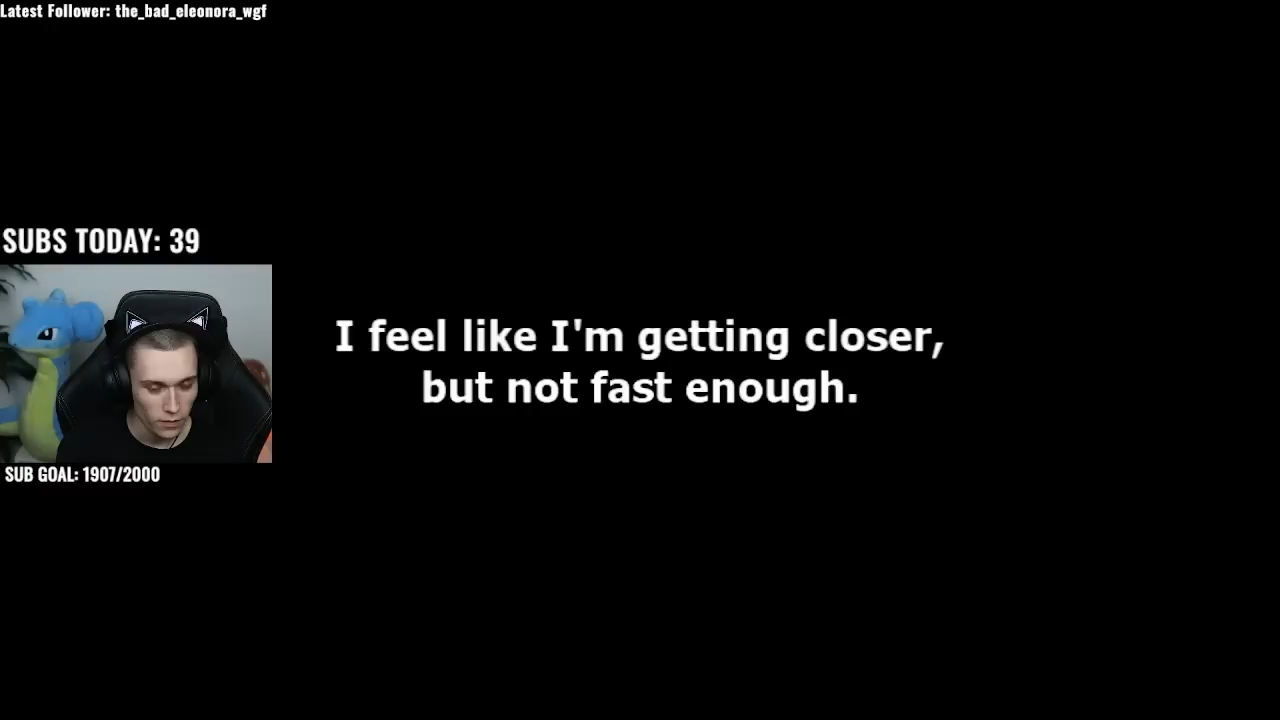 Latest Follower: the_bad_eleonora_wgf
SUBS TODAY: 39
I feel like I'm getting closer,
but not fast enough.
SUB GOAL: 1907/2000